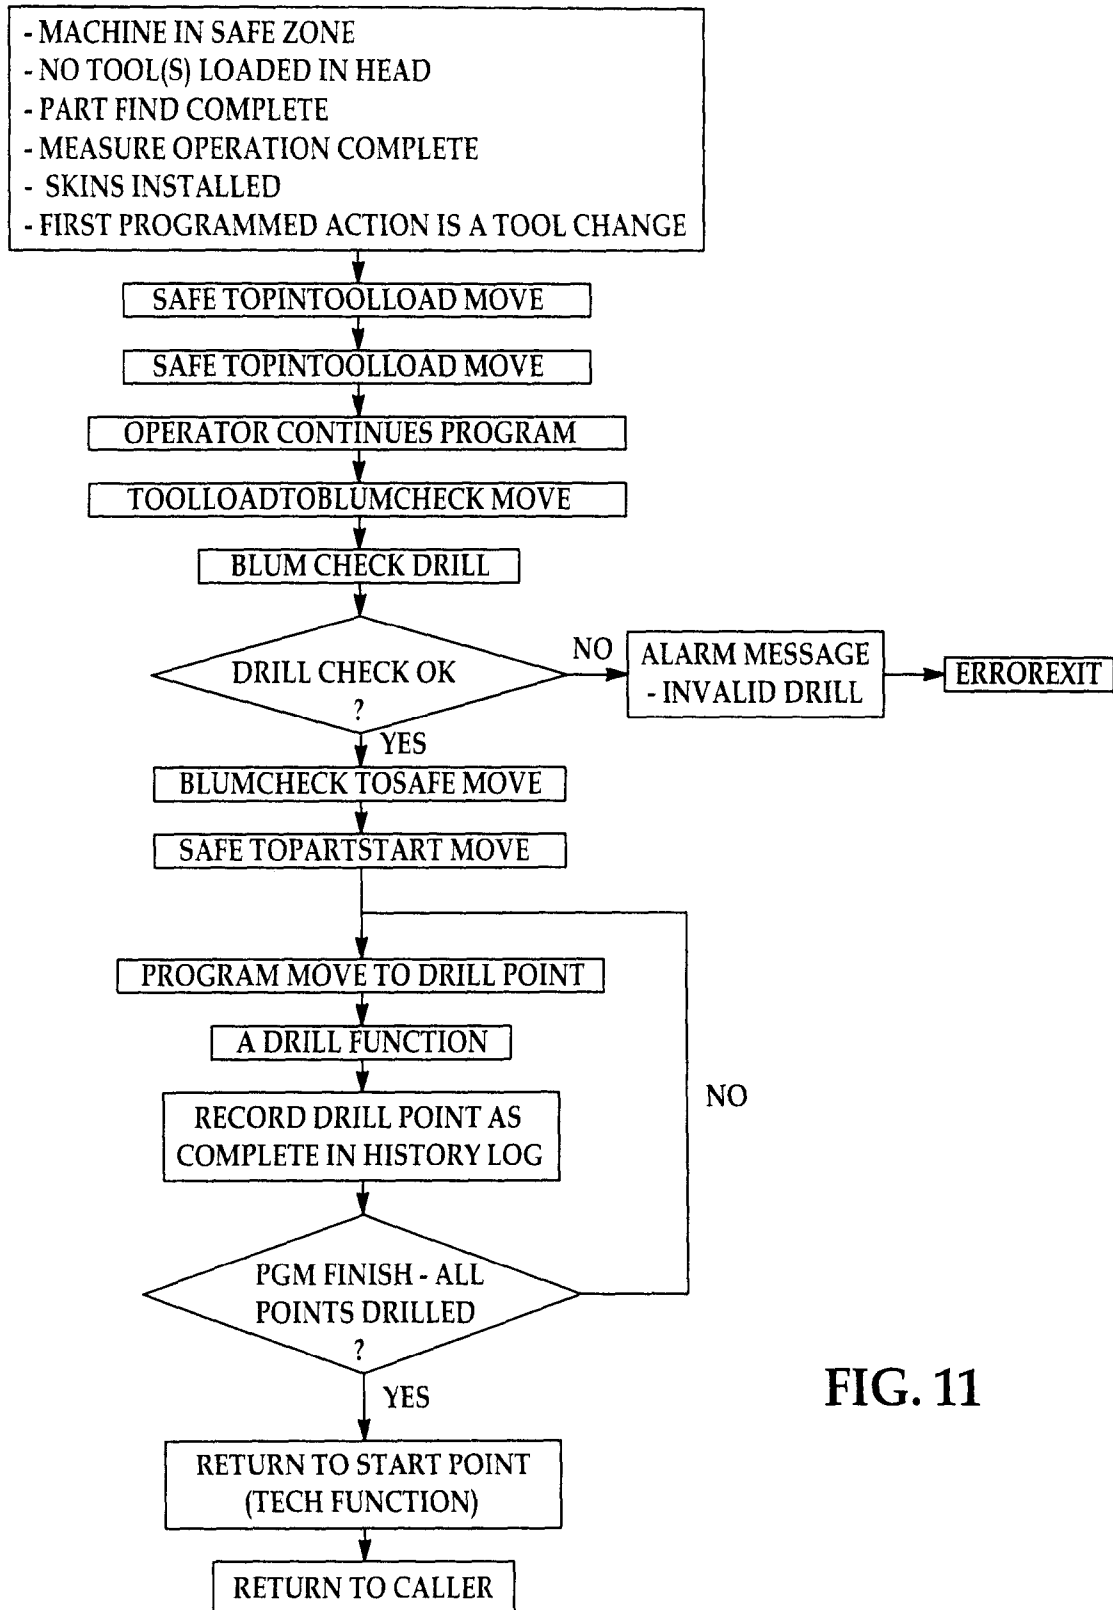 - MACHINE IN SAFE ZONE
- NO TOOL(S) LOADED IN HEAD
- PART FIND COMPLETE
- MEASURE OPERATION COMPLETE
- SKINS INSTALLED
- FIRST PROGRAMMED ACTION IS A TOOL CHANGE
SAFE TOPINTOOLLOAD MOVE
SAFE TOPINTOOLLOAD MOVE
OPERATOR CONTINUES PROGRAM
TOOLLOADTOBLUMCHECK MOVE
BLUM CHECK DRILL
DRILL CHECK OK
?
NO
ALARM MESSAGE
- INVALID DRILL
ERROREXIT
YES
BLUMCHECK TOSAFE MOVE
SAFE TOPARTSTART MOVE
PROGRAM MOVE TO DRILL POINT
A DRILL FUNCTION
RECORD DRILL POINT AS
COMPLETE IN HISTORY LOG
NO
PGM FINISH - ALL
POINTS DRILLED
?
YES
RETURN TO START POINT
(TECH FUNCTION)
RETURN TO CALLER
FIG. 11